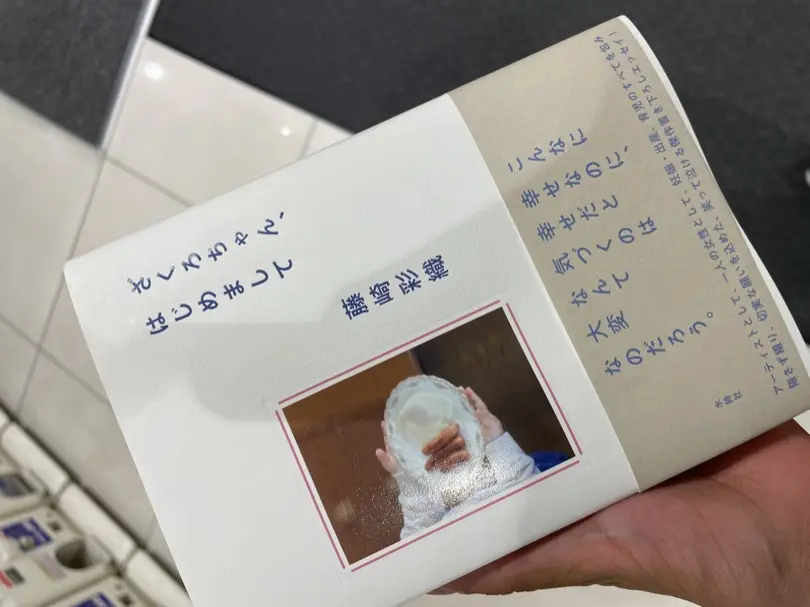 ざくろちゃん、
はじめまして
藤崎彩織
こんなに
幸せなのに、
幸せだと
気づくのは
なんて
大変
なのだろう。
アーティストとして、一人の女性として、妊娠・出産、育児のすべてを包み
隠さず綴り、切実な願いを込めた、笑って泣ける傑作書き下ろしエッセイ！
水鈴社